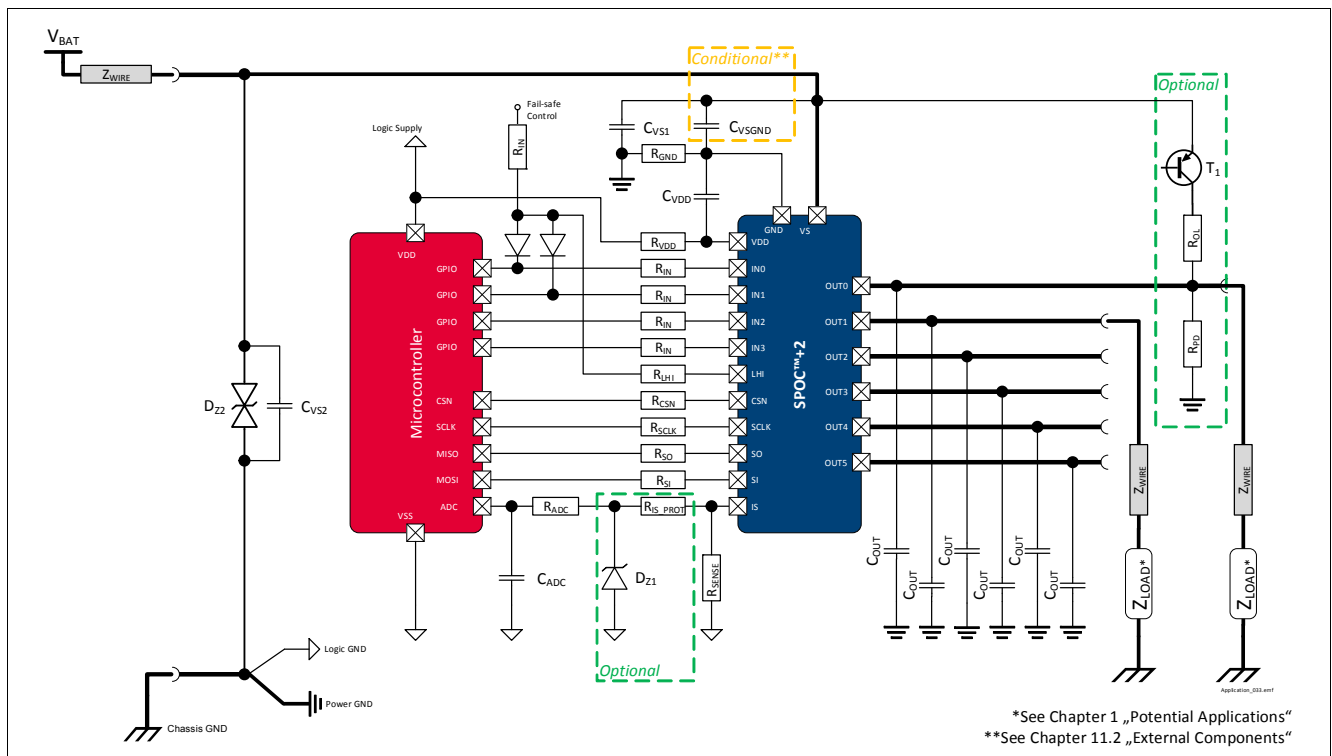 VBAT
ZWIRE
Conditional**
Optional
Fail-safe
Control
Logic Supply
RIN
CVS1
CVSGND
RGND
CVDD
T1
ROL
RPD
VDD
GPIO
GPIO
GPIO
GPIO
CSN
SCLK
MISO
MOSI
ADC
VSS
Microcontroller
RVDD
RIN
RIN
RIN
RIN
RLHI
RCSN
RSCLK
RSO
RSI
GND
VS
VDD
IN0
IN1
IN2
IN3
LHI
CSN
SCLK
SO
SI
IS
SPOC™+2
OUT0
OUT1
OUT2
OUT3
OUT4
OUT5
DZ2
CVS2
RADC
RIS_PROT
CADC
DZ1
RSENSE
Optional
COUT
COUT
COUT
COUT
COUT
COUT
ZWIRE
ZWIRE
ZLOAD*
ZLOAD*
Logic GND
Power GND
Chassis GND
Application_033.emf
*See Chapter 1 „Potential Applications“
**See Chapter 11.2 „External Components“